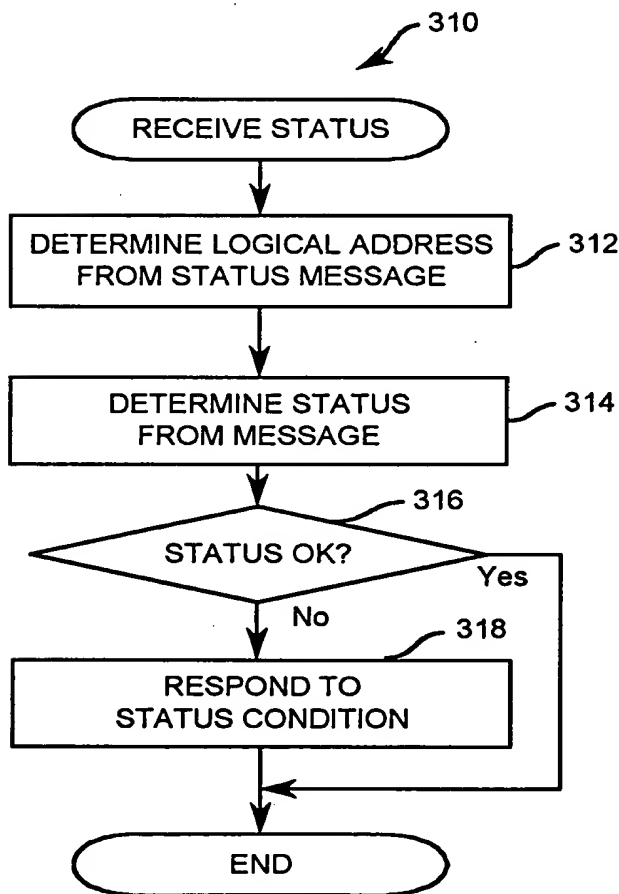 310
RECEIVE STATUS
DETERMINE LOGICAL ADDRESS
FROM STATUS MESSAGE
312
DETERMINE STATUS
FROM MESSAGE
314
316
STATUS OK?
Yes
No
318
RESPOND TO
STATUS CONDITION
END